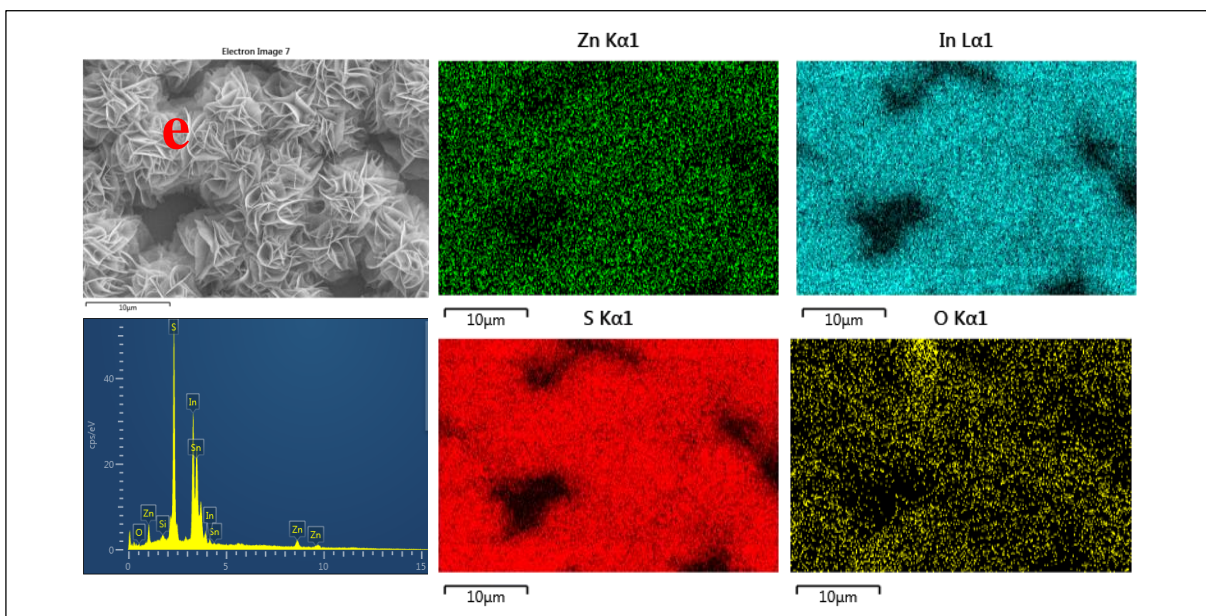 Electron Image 7
e
10μm
Zn Kα1
10μm
In Lα1
10μm
cps/eV
40
20
0
S
In
Sn
Zn
O
Si
In
Sn
Zn
Zn
0
5
10
15
S Kα1
10μm
O Kα1
10μm